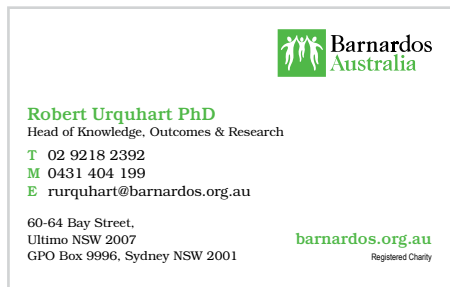 Barnardos
Australia
Robert Urquhart PhD
Head of Knowledge, Outcomes & Research
T 02 9218 2392
M 0431 404 199
E rurquhart@barnardos.org.au
60-64 Bay Street,
Ultimo NSW 2007
GPO Box 9996, Sydney NSW 2001
barnardos.org.au
Registered Charity